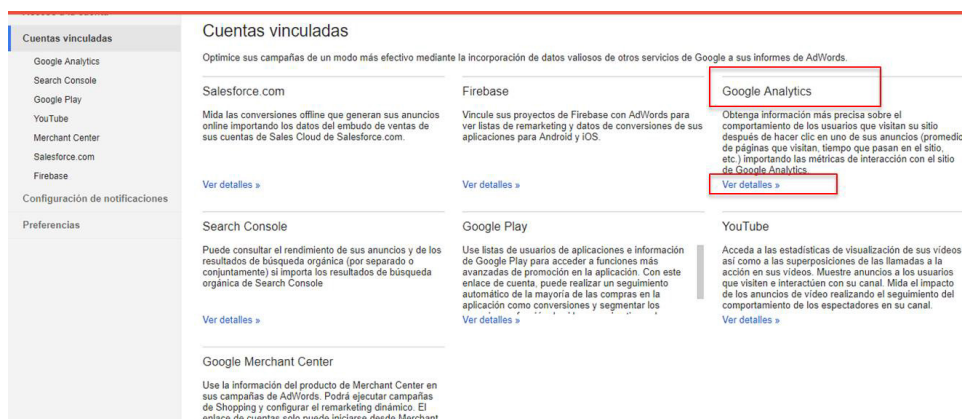 Cuentas vinculadas
Google Analytics
Search Console
Google Play
YouTube
Merchant Center
Salesforce.com
Firebase
Configuración de notificaciones
Preferencias
Cuentas vinculadas
Optimice sus campañas de un modo más efectivo mediante la incorporación de datos valiosos de otros servicios de Google a sus informes de AdWords.
Salesforce.com
Mida las conversiones offline que generan sus anuncios
online importando los datos del embudo de ventas de
sus cuentas de Sales Cloud de Salesforce.com.
Ver detalles »
Firebase
Vincule sus proyectos de Firebase con AdWords para
ver listas de remarketing y datos de conversiones de sus
aplicaciones para Android y iOS.
Ver detalles »
Google Analytics
Obtenga información más precisa sobre el
comportamiento de los usuarios que visitan su sitio
después de hacer clic en uno de sus anuncios (promedio
de páginas que visitan, tiempo que pasan en el sitio,
etc.) importando las métricas de interacción con el sitio
de Google Analytics.
Ver detalles »
Search Console
Puede consultar el rendimiento de sus anuncios y de los
resultados de búsqueda orgánica (por separado o
conjuntamente) si importa los resultados de búsqueda
orgánica de Search Console
Ver detalles »
Google Play
Use listas de usuarios de aplicaciones e información
de Google Play para acceder a funciones más
avanzadas de promoción en la aplicación. Con este
enlace de cuenta, puede realizar un seguimiento
automático de la mayoría de las compras en la
aplicación como conversiones y segmentar los
Ver detalles »
YouTube
Acceda a las estadísticas de visualización de sus vídeos
así como a las superposiciones de las llamadas a la
acción en sus vídeos. Muestre anuncios a los usuarios
que visiten e interactúen con su canal. Mida el impacto
de los anuncios de vídeo realizando el seguimiento del
comportamiento de los espectadores en su canal.
Ver detalles »
Google Merchant Center
Use la información del producto de Merchant Center en
sus campañas de AdWords. Podrá ejecutar campañas
de Shopping y configurar el remarketing dinámico. El
enlace de cuentas solo puede iniciarse desde Merchant